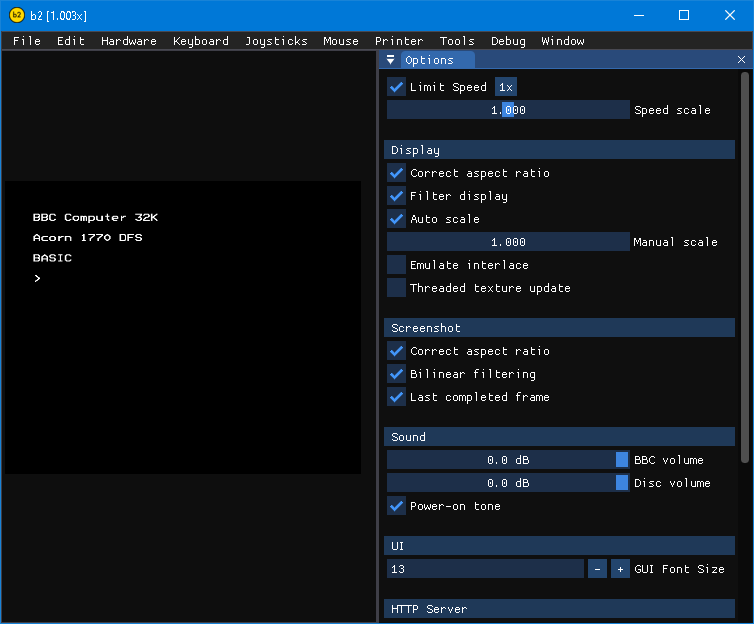 b2 b2 [1.003x]
File Edit Hardware Keyboard Joysticks Mouse Printer Tools Debug Window
BBC Computer 32K
Acorn 1770 DFS
BASIC
>
Options
Limit Speed 1x
1.000 Speed scale
Display
Correct aspect ratio
Filter display
Auto scale
1.000 Manual scale
Emulate interlace
Threaded texture update
Screenshot
Correct aspect ratio
Bilinear filtering
Last completed frame
Sound
0.0 dB BBC volume
0.0 dB Disc volume
Power-on tone
UI
13 - + GUI Font Size
HTTP Server